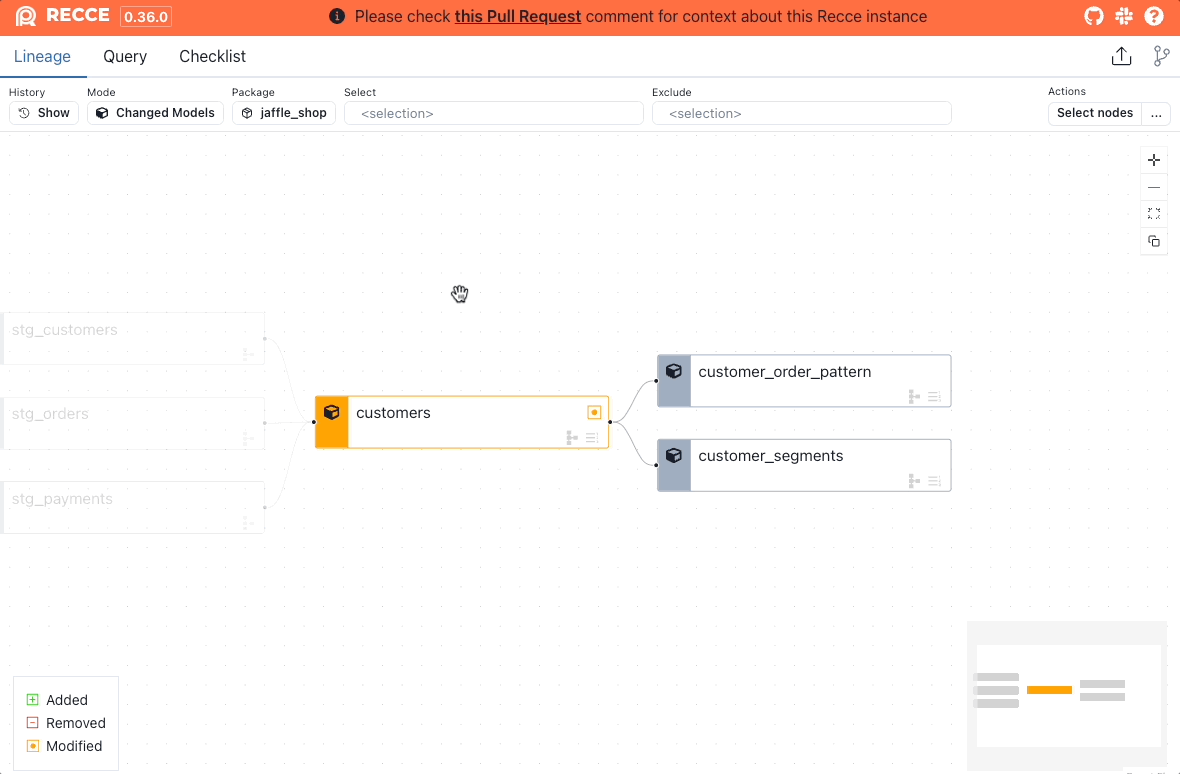 RECCE 0.36.0 Please check this Pull Request comment for context about this Recce instance
Lineage Query Checklist
History Mode Package Select Exclude Actions
Show Changed Models jaffle_shop <selection> <selection> Select nodes ...
stg_customers
customer_order_pattern
stg_orders customers
customer_segments
stg_payments
Added
Removed
Modified